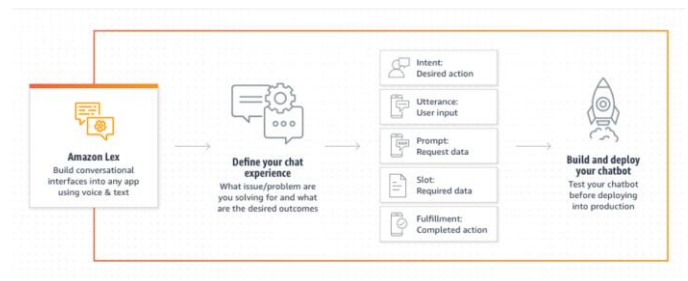 Amazon Lex
Build conversational
interfaces into any app
using voice & text
Define your chat
experience
What issue/problem are
you solving for and what
are the desired outcomes
Intent:
Desired action
Utterance:
User input
Prompt:
Request data
Slot:
Required data
Fulfillment:
Completed action
Build and deploy
your chatbot
Test your chatbot
before deploying
into production